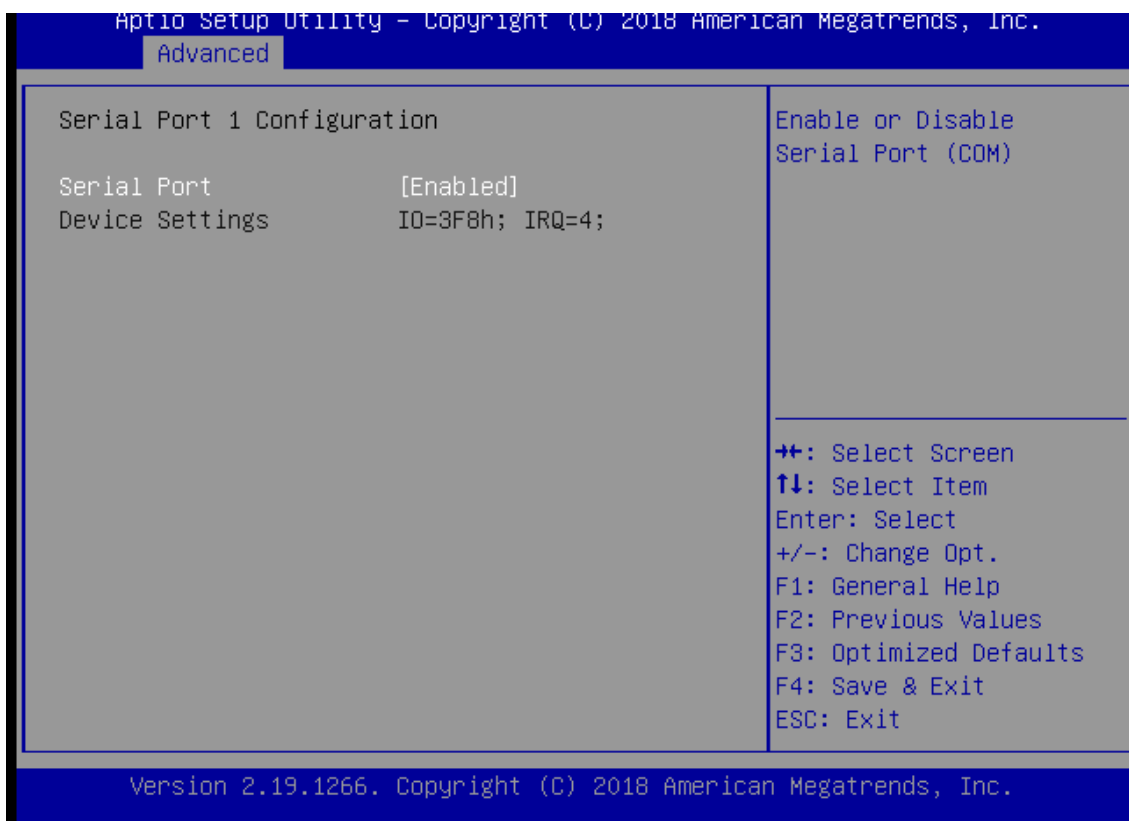 Aptio Setup Utility – Copyright (C) 2018 American Megatrends, Inc.
Advanced
Serial Port 1 Configuration
Serial Port [Enabled]
Device Settings IO=3F8h; IRQ=4;
Enable or Disable
Serial Port (COM)
→←: Select Screen
↑↓: Select Item
Enter: Select
+/-: Change Opt.
F1: General Help
F2: Previous Values
F3: Optimized Defaults
F4: Save & Exit
ESC: Exit
Version 2.19.1266. Copyright (C) 2018 American Megatrends, Inc.